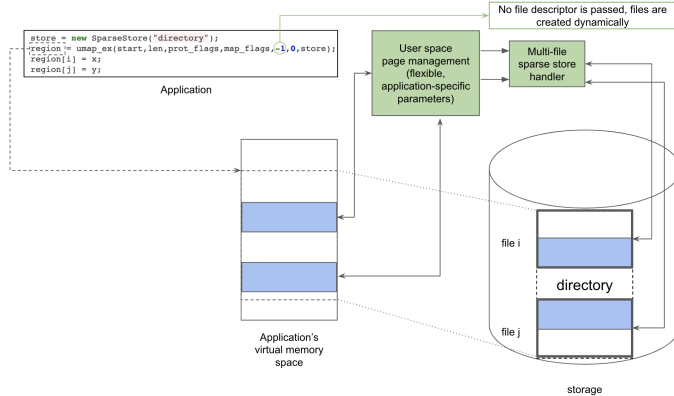 No file descriptor is passed, files are
created dynamically
store = new SparseStore("directory");
region = umap_ex(start,len,prot_flags,map_flags,-1,0,store);
region[i] = x;
region[j] = y;
Application
User space
page management
(flexible,
application-specific
parameters)
Multi-file
sparse store
handler
file i
directory
file j
Application's
virtual memory
space
storage